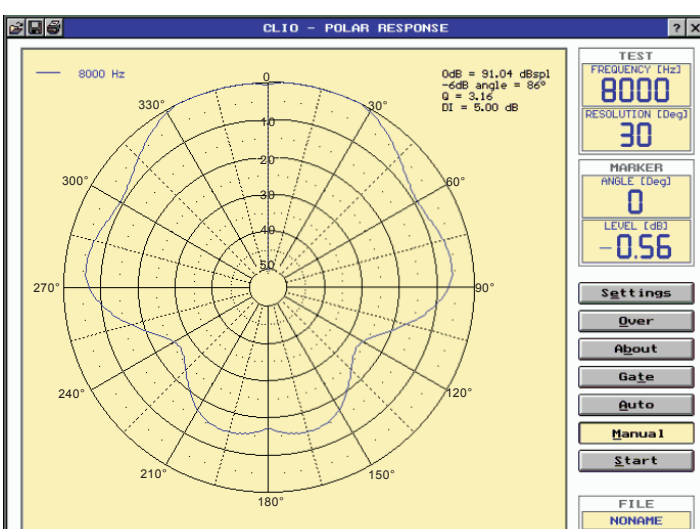 CLIO - POLAR RESPONSE
? X
8000 Hz
0dB = 91.04 dBspl
-6dB angle = 86°
Q = 3.16
DI = 5.00 dB
0
330°
30°
10
20
300°
60°
30
40
50
270°
90°
240°
120°
210°
150°
180°
TEST
FREQUENCY [Hz]
8000
RESOLUTION [Deg]
30
MARKER
ANGLE [Deg]
0
LEVEL [dB]
-0.56
Settings
Over
About
Gate
Auto
Manual
Start
FILE
NONAME